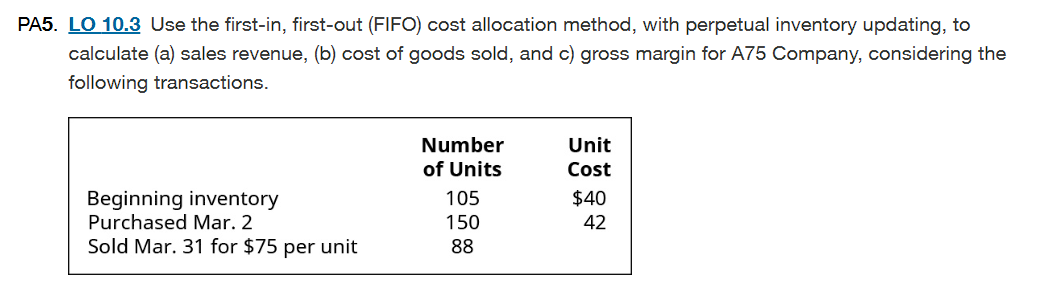 PA5. LO 10.3 Use the first-in, first-out (FIFO) cost allocation method, with perpetual inventory updating, to
calculate (a) sales revenue, (b) cost of goods sold, and c) gross margin for A75 Company, considering the
following transactions.
Number of Units Unit Cost
Beginning inventory 105 $40
Purchased Mar. 2 150 42
Sold Mar. 31 for $75 per unit 88